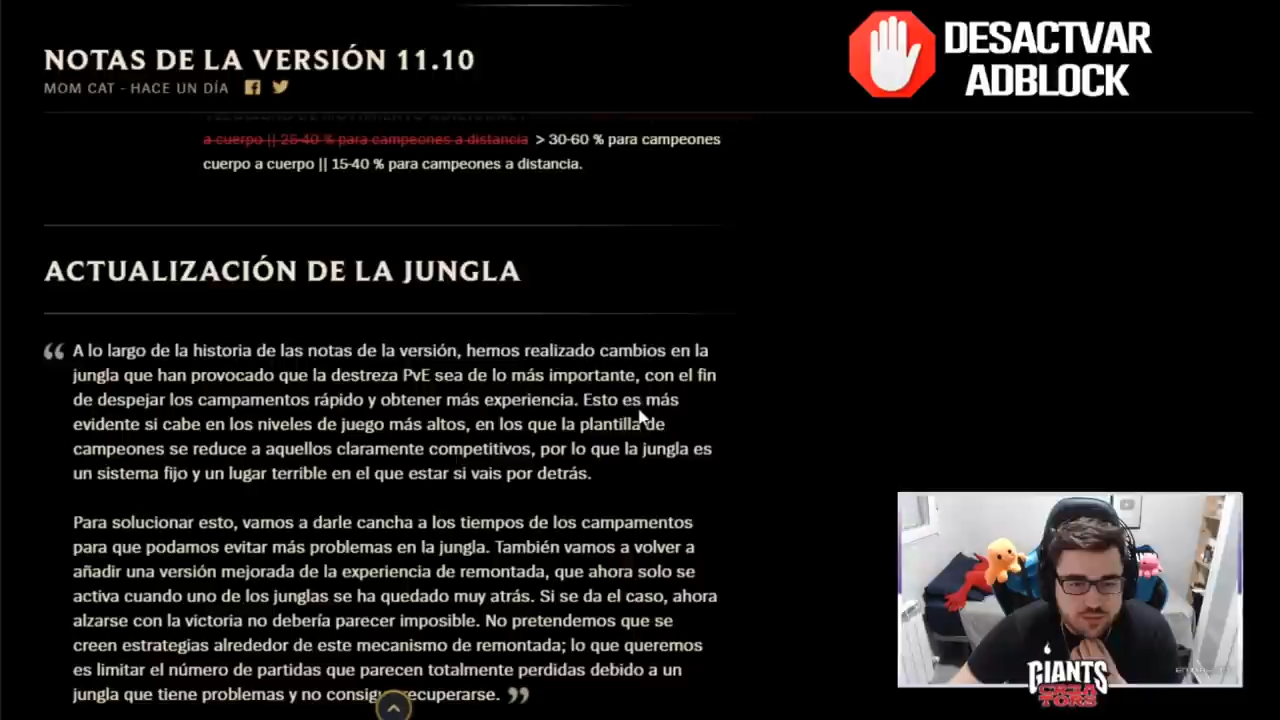 NOTAS DE LA VERSIÓN 11.10
MOM CAT - HACE UN DÍA
DESACTVAR
ADBLOCK
a cuerpo || 25-40 % para campeones a distancia > 30-60 % para campeones
cuerpo a cuerpo || 15-40 % para campeones a distancia.
ACTUALIZACIÓN DE LA JUNGLA
“ A lo largo de la historia de las notas de la versión, hemos realizado cambios en la
jungla que han provocado que la destreza PvE sea de lo más importante, con el fin
de despejar los campamentos rápido y obtener más experiencia. Esto es más
evidente si cabe en los niveles de juego más altos, en los que la plantilla de
campeones se reduce a aquellos claramente competitivos, por lo que la jungla es
un sistema fijo y un lugar terrible en el que estar si vais por detrás.
Para solucionar esto, vamos a darle cancha a los tiempos de los campamentos
para que podamos evitar más problemas en la jungla. También vamos a volver a
añadir una versión mejorada de la experiencia de remontada, que ahora solo se
activa cuando uno de los junglas se ha quedado muy atrás. Si se da el caso, ahora
alzarse con la victoria no debería parecer imposible. No pretendemos que se
creen estrategias alrededor de este mecanismo de remontada; lo que queremos
es limitar el número de partidas que parecen totalmente perdidas debido a un
jungla que tiene problemas y no consigu recuperarse. ”
GIANTS
CREA
TORS